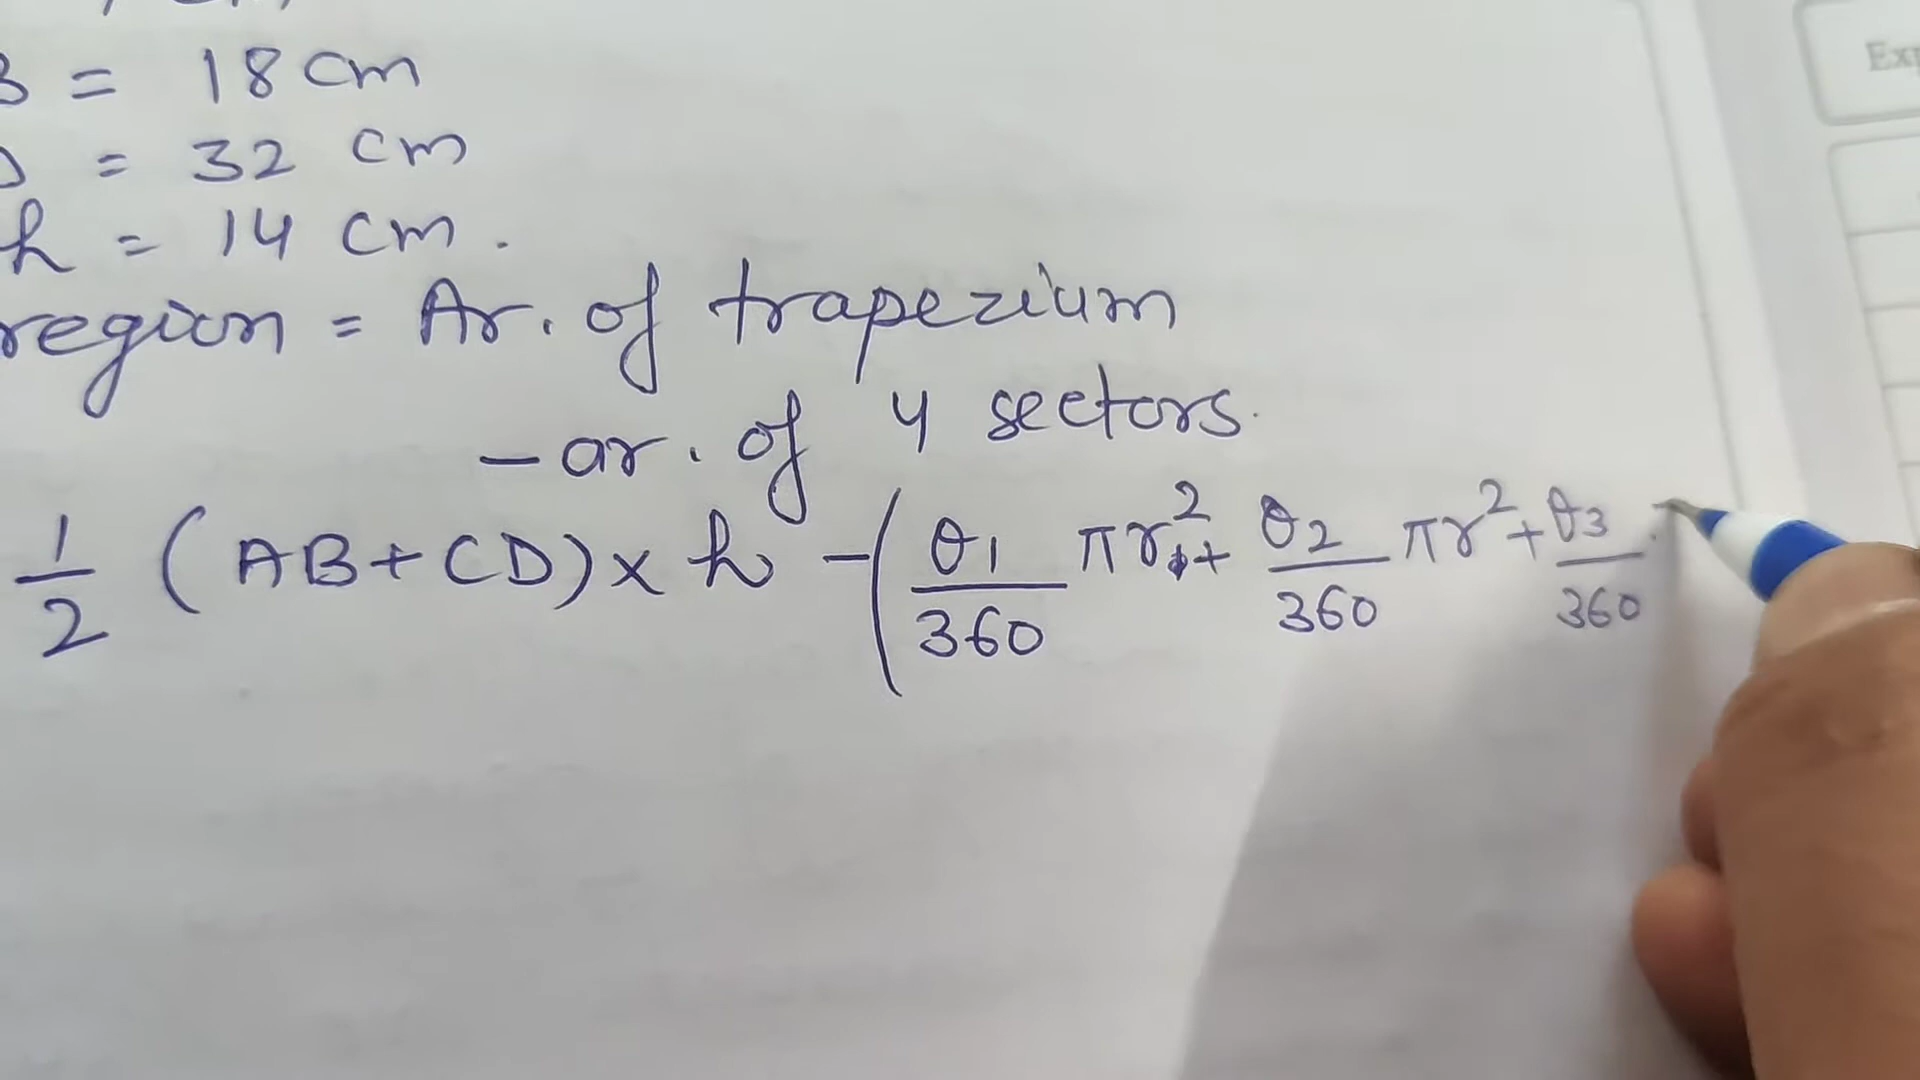 B = 18 cm
D = 32 cm
h = 14 cm.
region = Ar. of trapezium
- ar. of 4 sectors.
1/2 (AB+CD) x h - (θ1/360 πr² + θ2/360 πr² + θ3/360